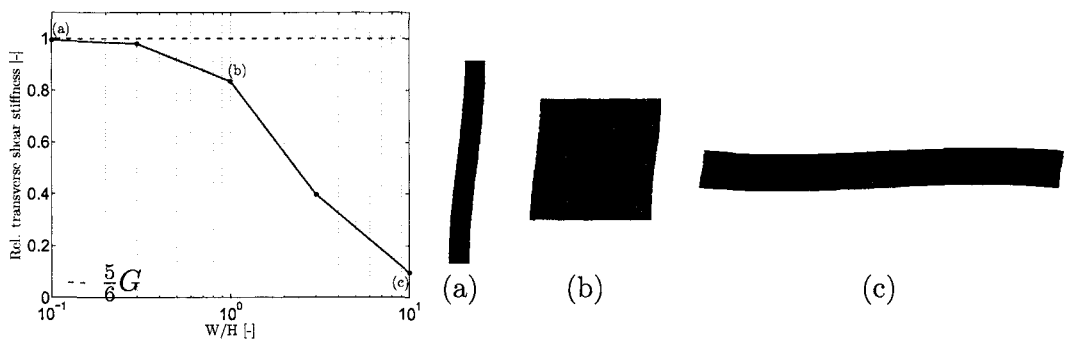 Rel. transverse shear stiffness [-]
1
0.8
0.6
0.4
0.2
0
(a)
(b)
(c)
-- 5/6 G
10^-1
10^0
10^1
W/H [-]
(a)
(b)
(c)